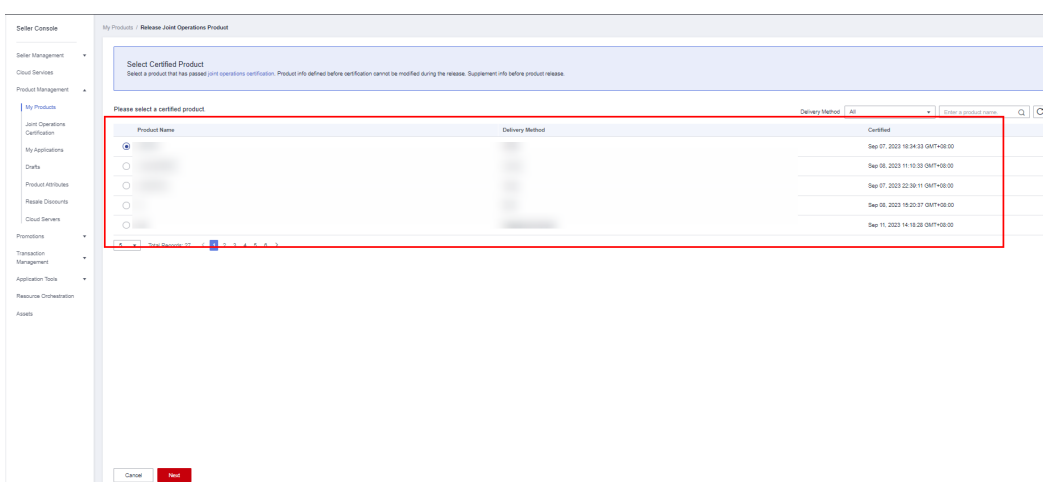 Seller Console
My Products / Release Joint Operations Product
Seller Management
Cloud Services
Product Management
My Products
Joint Operations
Certification
My Applications
Drafts
Product Attributes
Resale Discounts
Cloud Servers
Promotions
Transaction
Management
Application Tools
Resource Orchestration
Assets
Select Certified Product
Select a product that has passed joint operations certification. Product info defined before certification cannot be modified during the release. Supplement info before product release.
Please select a certified product.
Delivery Method All Enter a product name.
Product Name Delivery Method Certified
Sep 07, 2023 18:34:33 GMT+08:00
Sep 08, 2023 11:10:33 GMT+08:00
Sep 07, 2023 22:39:11 GMT+08:00
Sep 08, 2023 15:20:37 GMT+08:00
Sep 11, 2023 14:18:28 GMT+08:00
5 Total Records: 27 < 1 2 3 4 5 6 >
Cancel Next